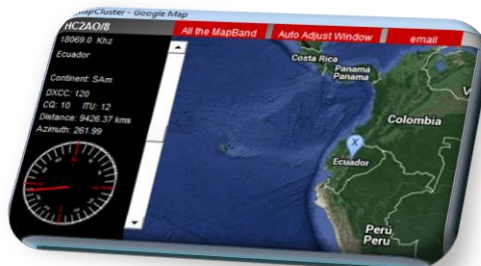 MapCluster - Google Map
HC2AO/8
All the MapBand
Auto Adjust Window
email
18069.0 Khz
Ecuador
Continent: SAm
DXCC: 120
CQ: 10 ITU: 12
Distance: 9426.37 kms
Azimuth: 261.99
Costa Rica
Panamá
Panama
Colombia
X
Ecuador
Perú
Peru